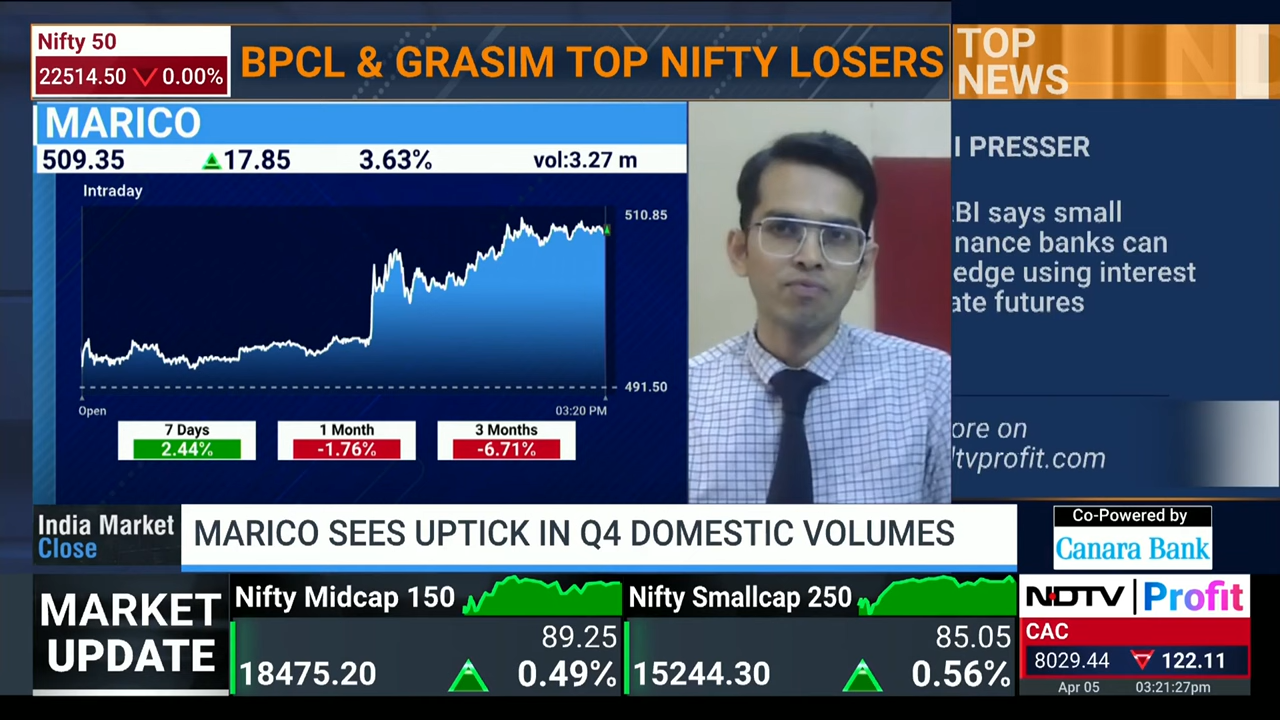 Nifty 50
22514.50 0.00%
BPCL & GRASIM TOP NIFTY LOSERS
TOP
NEWS
MARICO
509.35 17.85 3.63% vol:3.27 m
Intraday
510.85
491.50
Open 03:20 PM
7 Days
2.44%
1 Month
-1.76%
3 Months
-6.71%
I PRESSER
BI says small
nance banks can
edge using interest
ate futures
ore on
dtvprofit.com
India Market
Close
MARICO SEES UPTICK IN Q4 DOMESTIC VOLUMES
Co-Powered by
Canara Bank
MARKET
UPDATE
Nifty Midcap 150
89.25
18475.20 0.49%
Nifty Smallcap 250
85.05
15244.30 0.56%
NDTV Profit
CAC
8029.44 122.11
Apr 05 03:21:27pm